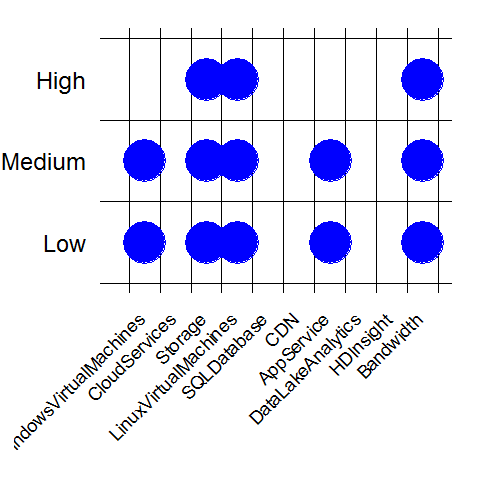 High
Medium
Low
ndowsVirtualMachines
CloudServices
Storage
LinuxVirtualMachines
SQLDatabase
CDN
AppService
DataLakeAnalytics
HDInsight
Bandwidth